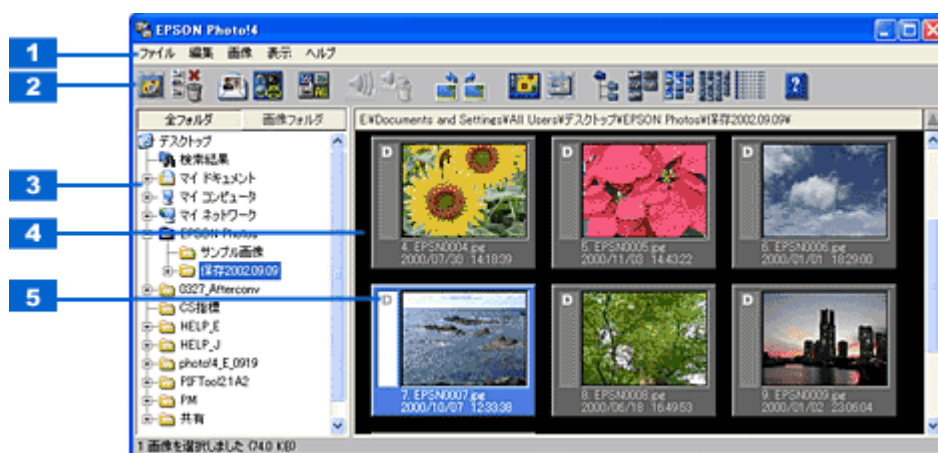 EPSON Photo!4
1
ファイル 編集 画像 表示 ヘルプ
2
全フォルダ 画像フォルダ
E¥Documents and Settings¥All Users¥デスクトップ¥EPSON Photos¥保存2002.09.09¥
デスクトップ
検索結果
3
マイ ドキュメント
マイ コンピュータ
マイ ネットワーク
4
EPSON Photos
サンプル画像
保存2002.09.09
5
0327_Afterconv
CS指標
HELP_E
HELP_J
photo!4_E_0919
PIFTool2.1A2
PM
共有
D
4. EPSN0004.jpg
2000/07/30 14:18:39
D
5. EPSN0005.jpg
2000/11/03 14:43:22
D
6. EPSN0006.jpg
2000/01/01 18:29:00
D
7. EPSN0007.jpg
2000/10/07 12:33:38
D
8. EPSN0008.jpg
2000/06/18 16:49:53
D
9. EPSN0009.jpg
2000/01/02 23:06:04
1 画像を選択しました (74.0 KB)